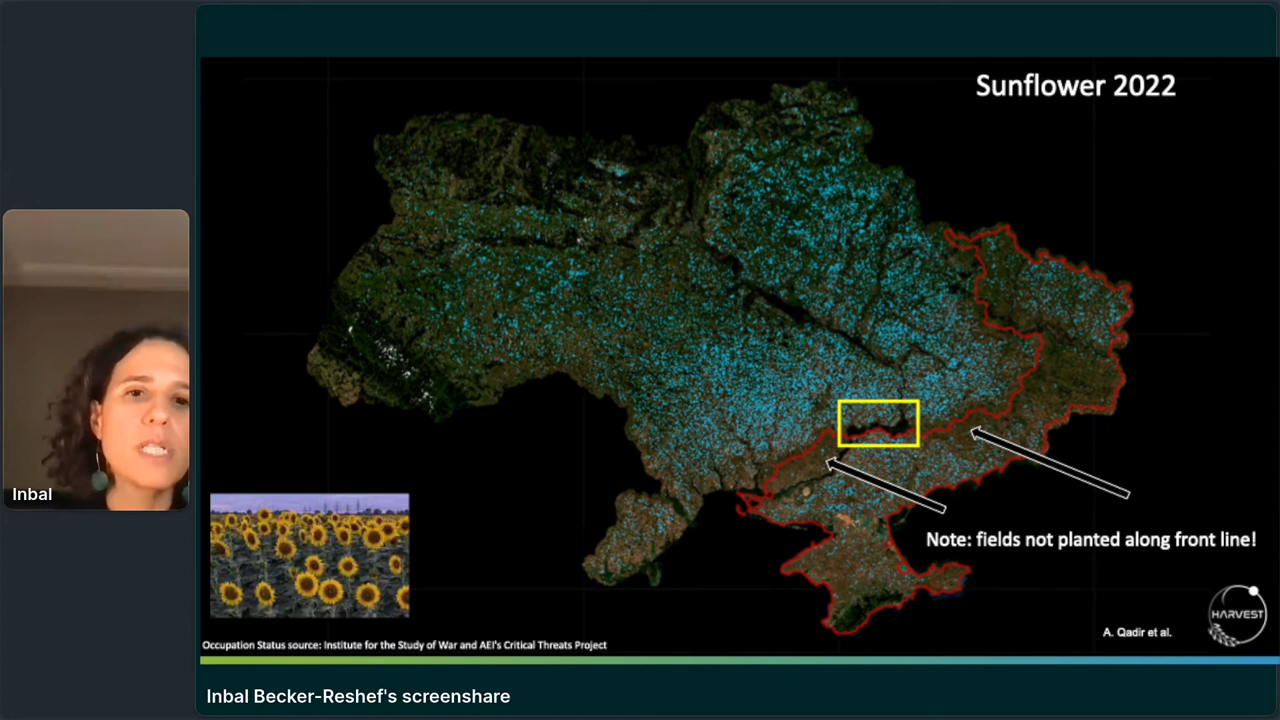 Sunflower 2022
Note: fields not planted along front line!
Inbal
HARVEST
A. Qadir et al.
Occupation Status source: Institute for the Study of War and AEI's Critical Threats Project
Inbal Becker-Reshef's screenshare